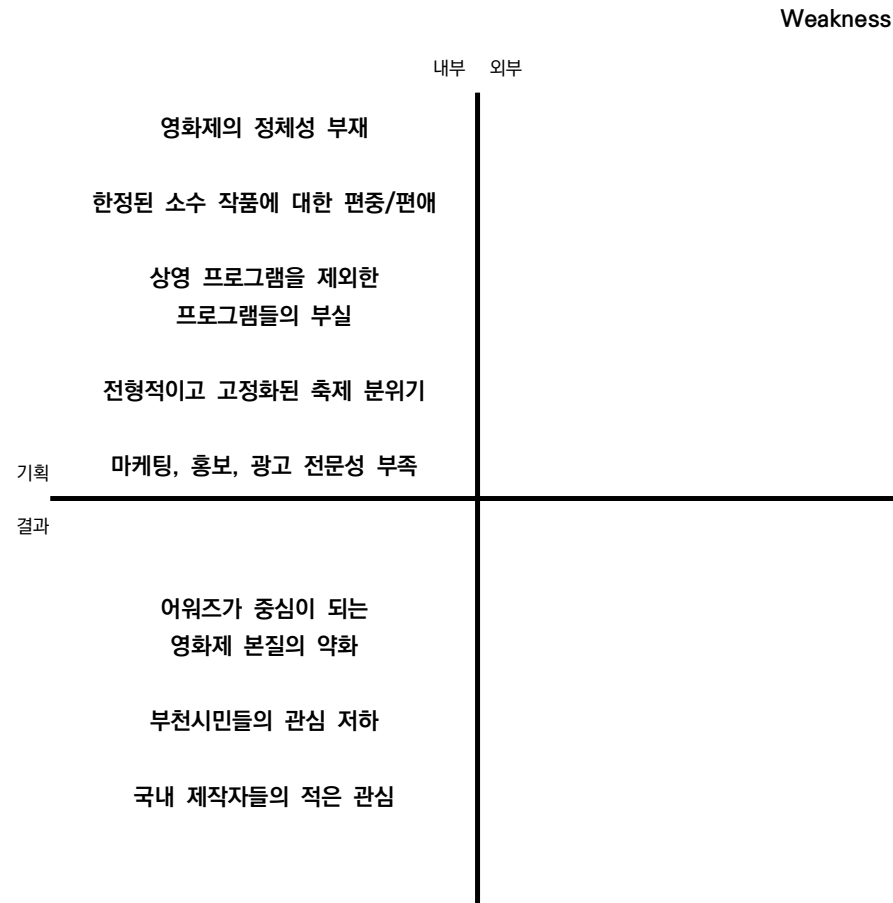 Weakness
내부 외부
영화제의 정체성 부재
한정된 소수 작품에 대한 편중/편애
상영 프로그램을 제외한
프로그램들의 부실
전형적이고 고정화된 축제 분위기
기획
마케팅, 홍보, 광고 전문성 부족
결과
어워즈가 중심이 되는
영화제 본질의 약화
부천시민들의 관심 저하
국내 제작자들의 적은 관심